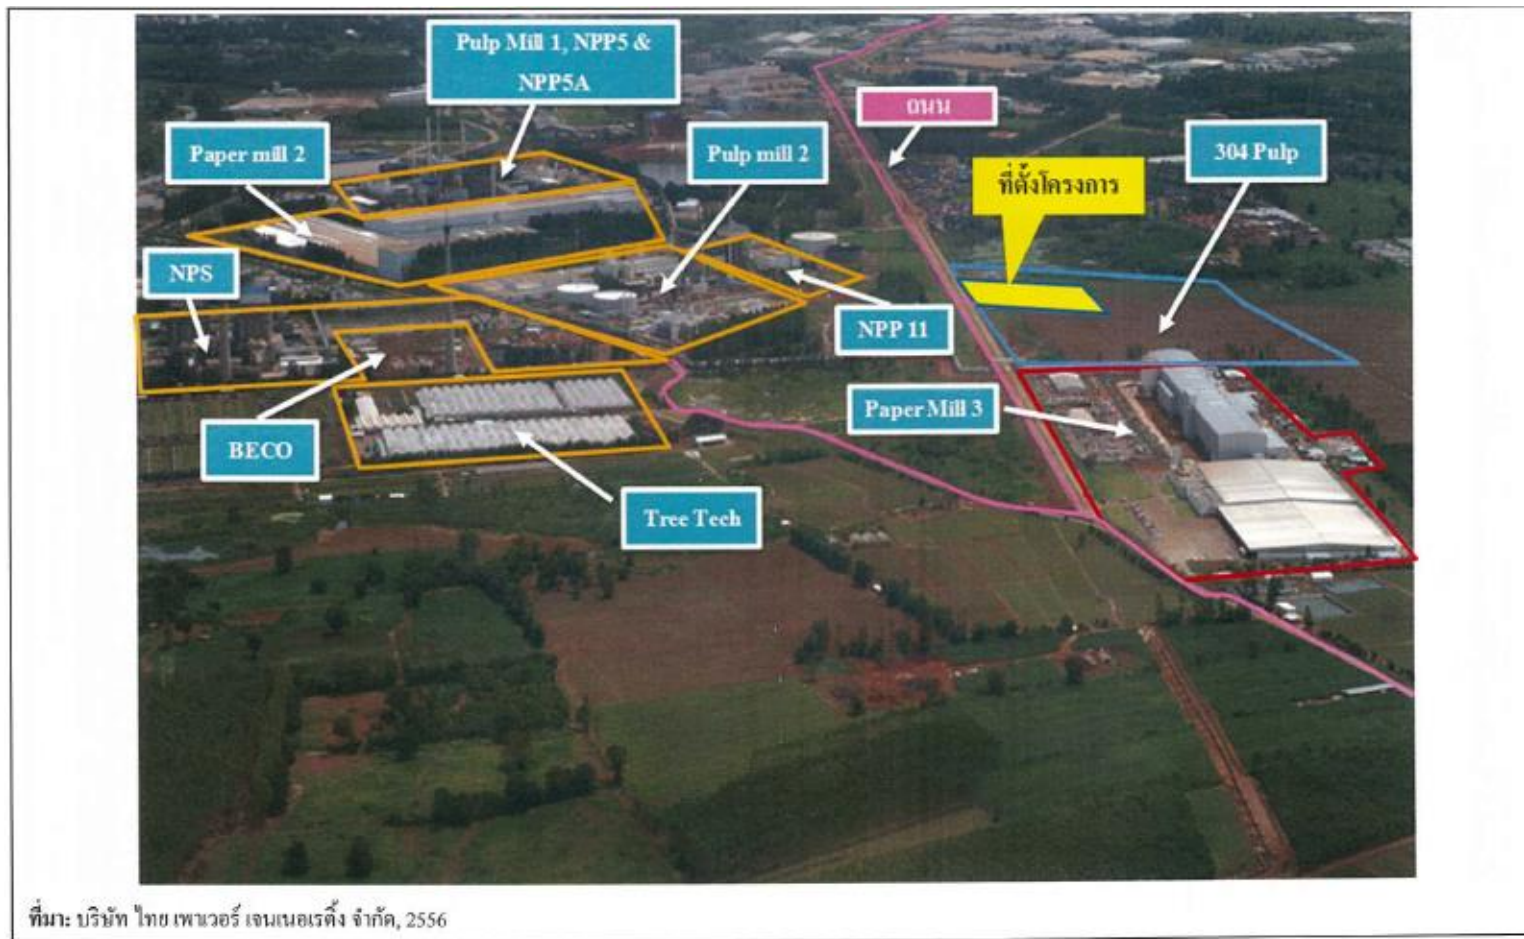 Pulp Mill 1, NPP5 &
NPP5A
ถนน
Paper mill 2
Pulp mill 2
304 Pulp
ที่ตั้งโครงการ
NPS
NPP 11
Paper Mill 3
BECO
Tree Tech
ที่มา: บริษัท ไทย เพาเวอร์ เจนเนอเรติ้ง จำกัด, 2556